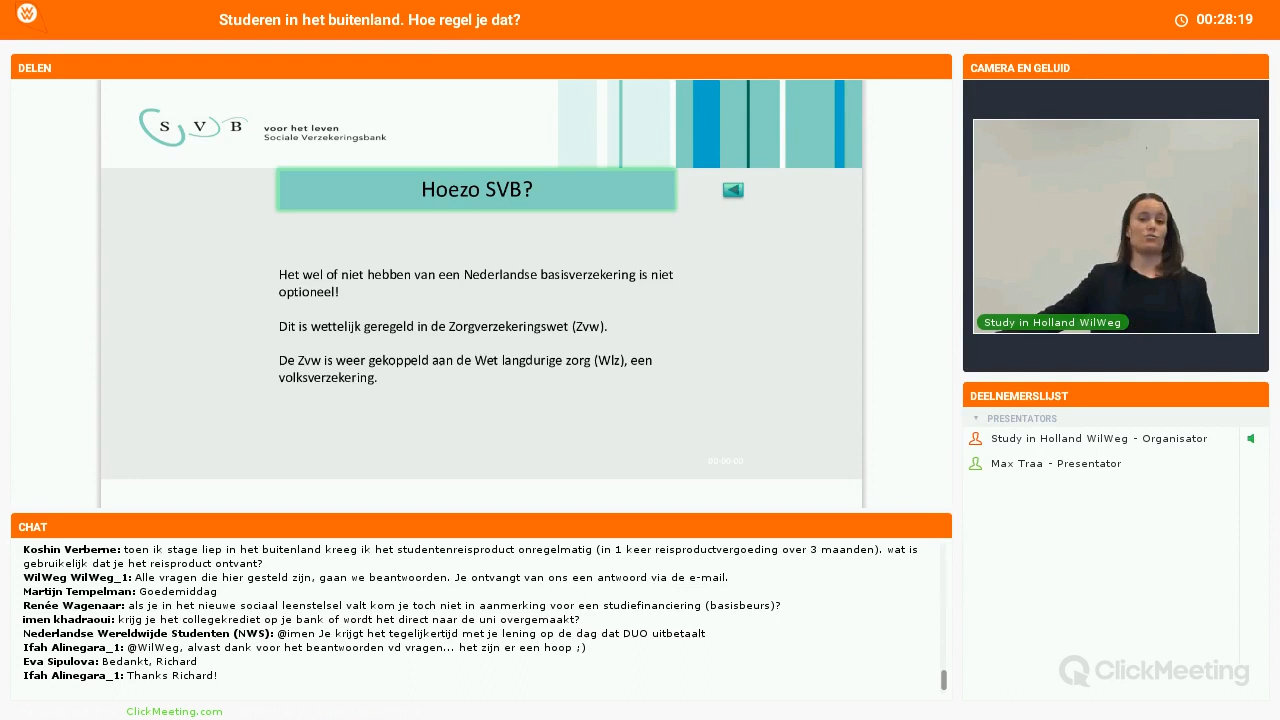 Studeren in het buitenland. Hoe regel je dat?
00:28:19
DELEN
S V B
voor het leven
Sociale Verzekeringsbank
Hoezo SVB?
Het wel of niet hebben van een Nederlandse basisverzekering is niet
optioneel!
Dit is wettelijk geregeld in de Zorgverzekeringswet (Zvw).
De Zvw is weer gekoppeld aan de Wet langdurige zorg (Wlz), een
volksverzekering.
00-00-00
CAMERA EN GELUID
Study in Holland WilWeg
DEELNEMERSLIJST
PRESENTATORS
Study in Holland WilWeg - Organisator
Max Traa - Presentator
CHAT
Koshin Verberne: toen ik stage liep in het buitenland kreeg ik het studentenreisproduct onregelmatig (in 1 keer reisproductvergoeding over 3 maanden). wat is
gebruikelijk dat je het reisproduct ontvant?
WilWeg WilWeg_1: Alle vragen die hier gesteld zijn, gaan we beantwoorden. Je ontvangt van ons een antwoord via de e-mail.
Martijn Tempelman: Goedemiddag
Renée Wagenaar: als je in het nieuwe sociaal leenstelsel valt kom je toch niet in aanmerking voor een studiefinanciering (basisbeurs)?
imen khadraoui: krijg je het collegekrediet op je bank of wordt het direct naar de uni overgemaakt?
Nederlandse Wereldwijde Studenten (NWS): @imen Je krijgt het tegelijkertijd met je lening op de dag dat DUO uitbetaalt
Ifah Alinegara_1: @WilWeg, alvast dank voor het beantwoorden vd vragen... het zijn er een hoop ;)
Eva Sipulova: Bedankt, Richard
Ifah Alinegara_1: Thanks Richard!
ClickMeeting
ClickMeeting.com